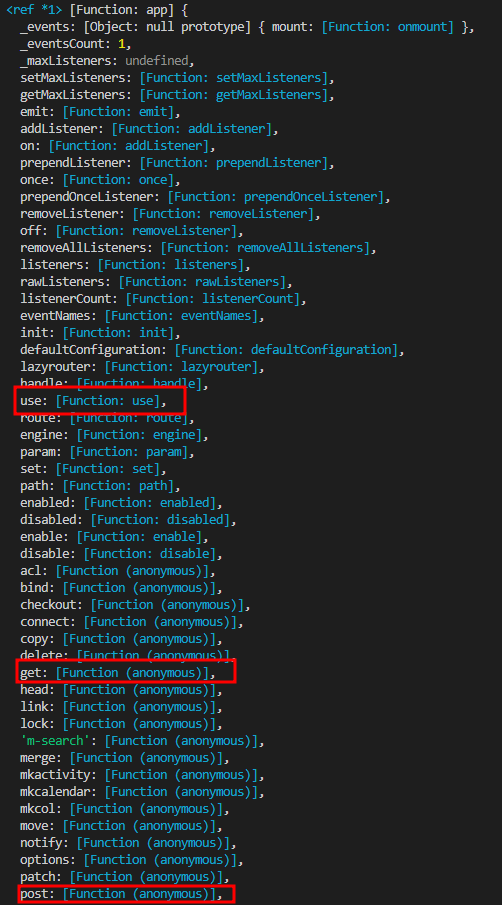 <ref *1> [Function: app] {
_events: [Object: null prototype] { mount: [Function: onmount] },
_eventsCount: 1,
_maxListeners: undefined,
setMaxListeners: [Function: setMaxListeners],
getMaxListeners: [Function: getMaxListeners],
emit: [Function: emit],
addListener: [Function: addListener],
on: [Function: addListener],
prependListener: [Function: prependListener],
once: [Function: once],
prependOnceListener: [Function: prependOnceListener],
removeListener: [Function: removeListener],
off: [Function: removeListener],
removeAllListeners: [Function: removeAllListeners],
listeners: [Function: listeners],
rawListeners: [Function: rawListeners],
listenerCount: [Function: listenerCount],
eventNames: [Function: eventNames],
init: [Function: init],
defaultConfiguration: [Function: defaultConfiguration],
lazyrouter: [Function: lazyrouter],
handle: [Function: handle],
use: [Function: use],
route: [Function: route],
engine: [Function: engine],
param: [Function: param],
set: [Function: set],
path: [Function: path],
enabled: [Function: enabled],
disabled: [Function: disabled],
enable: [Function: enable],
disable: [Function: disable],
acl: [Function (anonymous)],
bind: [Function (anonymous)],
checkout: [Function (anonymous)],
connect: [Function (anonymous)],
copy: [Function (anonymous)],
delete: [Function (anonymous)],
get: [Function (anonymous)],
head: [Function (anonymous)],
link: [Function (anonymous)],
lock: [Function (anonymous)],
'm-search': [Function (anonymous)],
merge: [Function (anonymous)],
mkactivity: [Function (anonymous)],
mkcalendar: [Function (anonymous)],
mkcol: [Function (anonymous)],
move: [Function (anonymous)],
notify: [Function (anonymous)],
options: [Function (anonymous)],
patch: [Function (anonymous)],
post: [Function (anonymous)],